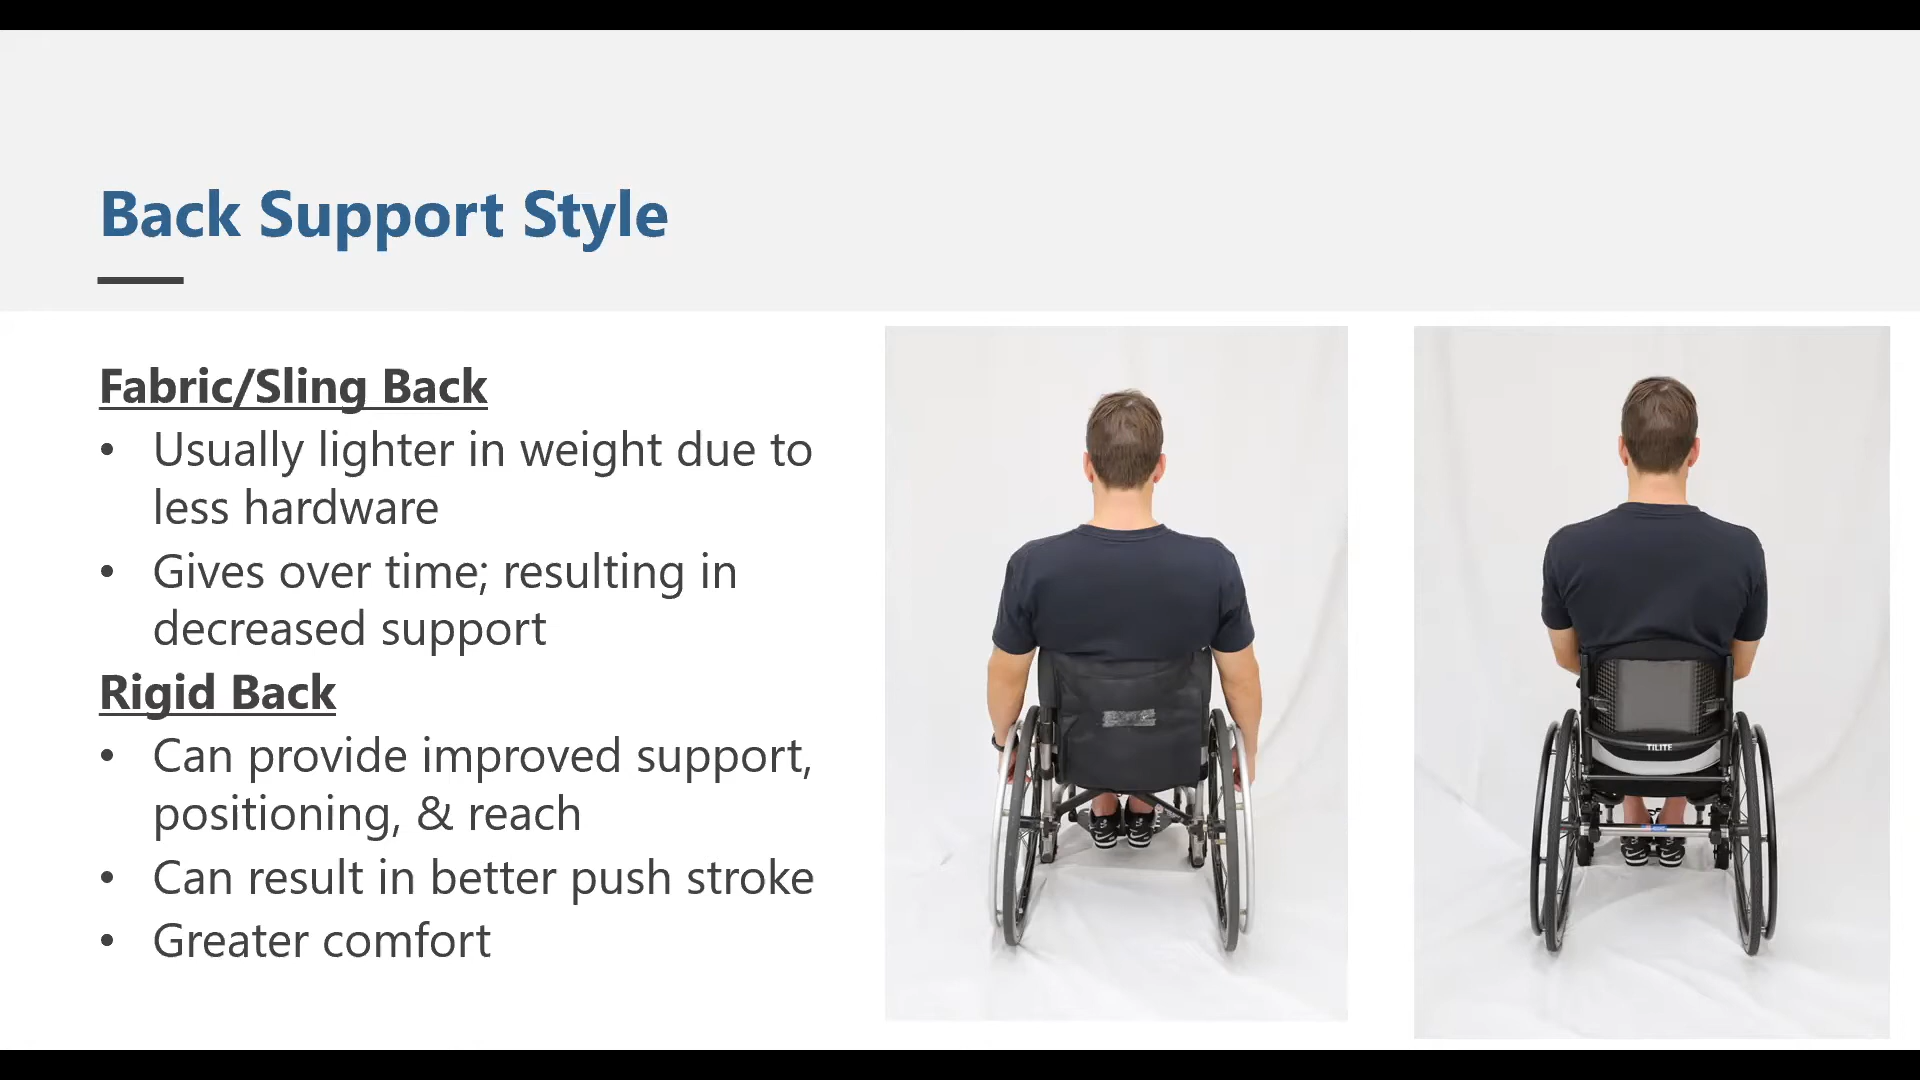 Back Support Style
Fabric/Sling Back
• Usually lighter in weight due to
less hardware
• Gives over time; resulting in
decreased support
Rigid Back
• Can provide improved support,
positioning, & reach
• Can result in better push stroke
• Greater comfort
TILITE